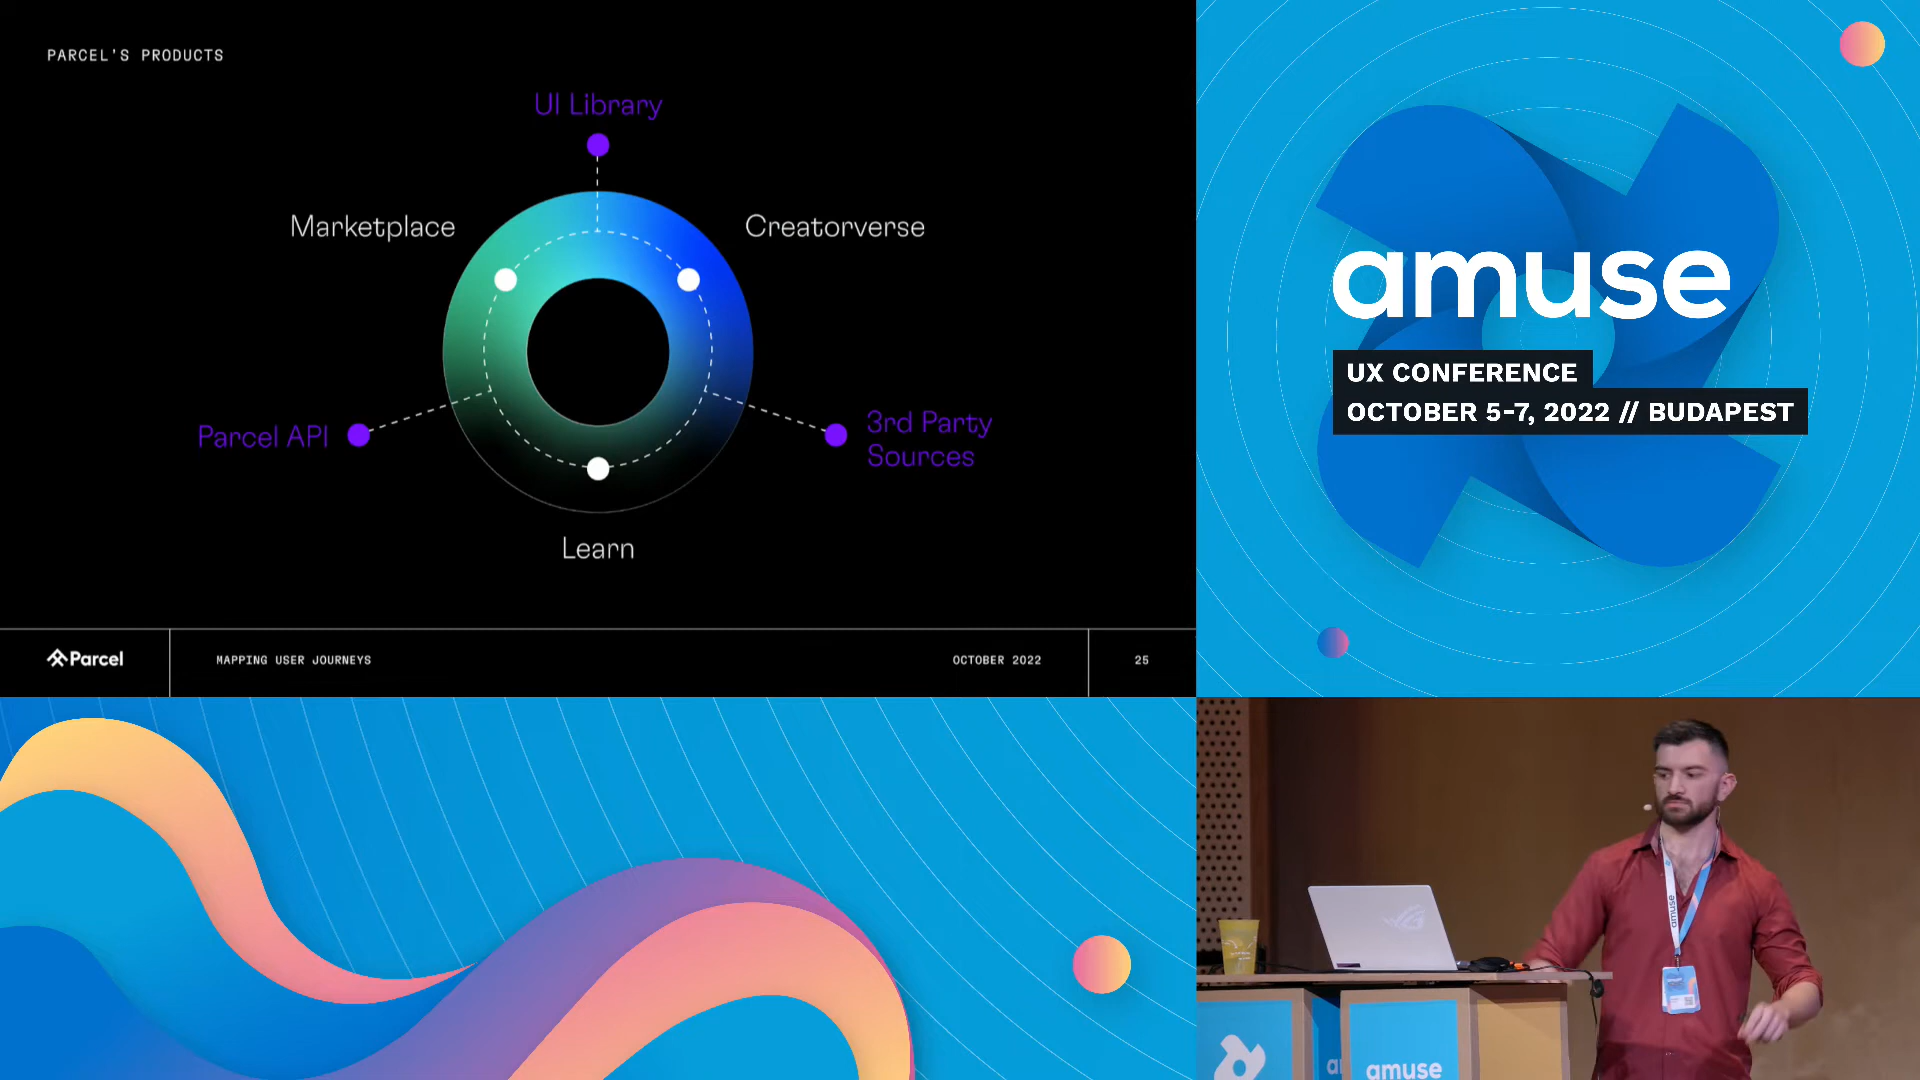 PARCEL'S PRODUCTS
UI Library
Marketplace
Creatorverse
Parcel API
3rd Party
Sources
Learn
Parcel
MAPPING USER JOURNEYS
OCTOBER 2022
25
amuse
UX CONFERENCE
OCTOBER 5-7, 2022 // BUDAPEST
amuse
amuse